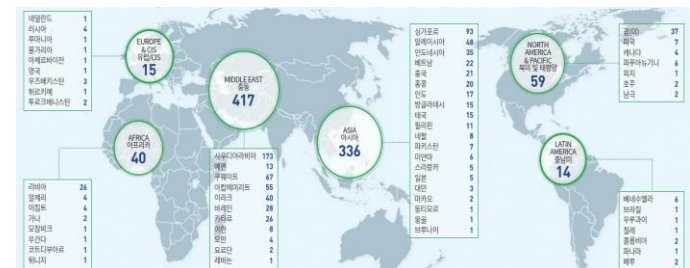 네덜란드 1
러시아 4
루마니아 1
불가리아 1
아제르바이잔 1
영국 1
우즈베키스탄 3
튀르키예 1
투르크메니스탄 2
EUROPE
& CIS
유럽/CIS
15
MIDDLE EAST
중동
417
AFRICA
아프리카
40
리비아 26
알제리 4
이집트 4
가나 2
모잠비크 1
우간다 1
코트디부아르 1
튀니지 1
사우디아라비아 173
예멘 13
쿠웨이트 67
아랍에미리트 55
이라크 40
바레인 28
카타르 26
이란 8
오만 4
요르단 2
레바논 1
ASIA
아시아
336
싱가포르 93
말레이시아 48
인도네시아 35
베트남 22
중국 21
홍콩 20
인도 17
방글라데시 15
태국 15
필리핀 11
네팔 8
파키스탄 7
미얀마 6
스리랑카 5
일본 5
대만 3
마카오 2
동티모르 1
몽골 1
브루나이 1
NORTH
AMERICA
& PACIFIC
북미 및 태평양
59
괌(미) 37
미국 7
캐나다 4
파푸아뉴기니 6
피지 1
호주 2
남극 2
LATIN
AMERICA
중남미
14
베네수엘라 6
브라질 1
우루과이 1
칠레 1
콜롬비아 2
파나마 1
페루 2